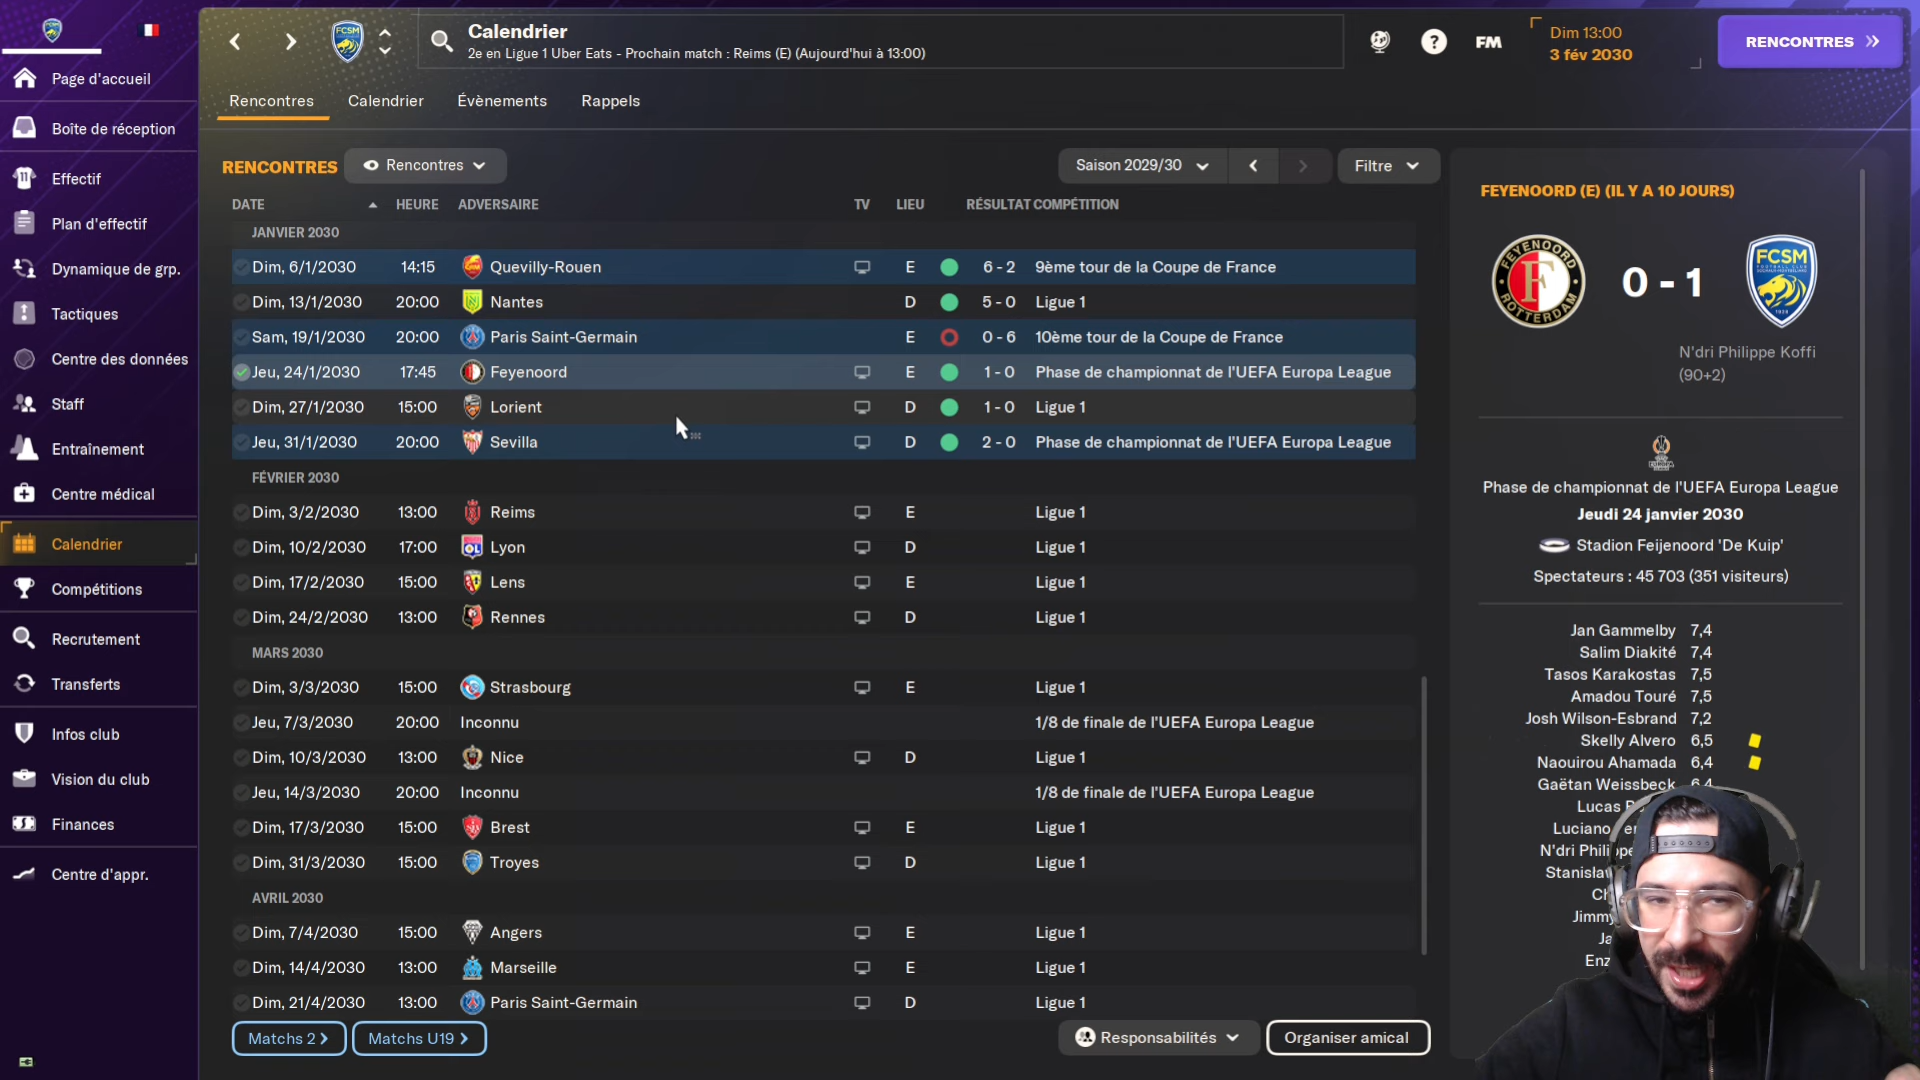 Calendrier
2e en Ligue 1 Uber Eats - Prochain match : Reims (E) (Aujourd'hui à 13:00)
?
FM
Dim 13:00
3 fév 2030
RENCONTRES
Page d'accueil
Boîte de réception
Effectif
Plan d'effectif
Dynamique de grp.
Tactiques
Centre des données
Staff
Entraînement
Centre médical
Calendrier
Compétitions
Recrutement
Transferts
Infos club
Vision du club
Finances
Centre d'appr.
Rencontres Calendrier Évènements Rappels
RENCONTRES Rencontres Saison 2029/30 Filtre
DATE HEURE ADVERSAIRE TV LIEU RÉSULTAT COMPÉTITION
JANVIER 2030
Dim, 6/1/2030 14:15 Quevilly-Rouen E 6 - 2 9ème tour de la Coupe de France
Dim, 13/1/2030 20:00 Nantes D 5 - 0 Ligue 1
Sam, 19/1/2030 20:00 Paris Saint-Germain E 0 - 6 10ème tour de la Coupe de France
Jeu, 24/1/2030 17:45 Feyenoord E 1 - 0 Phase de championnat de l'UEFA Europa League
Dim, 27/1/2030 15:00 Lorient D 1 - 0 Ligue 1
Jeu, 31/1/2030 20:00 Sevilla D 2 - 0 Phase de championnat de l'UEFA Europa League
FÉVRIER 2030
Dim, 3/2/2030 13:00 Reims E Ligue 1
Dim, 10/2/2030 17:00 Lyon D Ligue 1
Dim, 17/2/2030 15:00 Lens E Ligue 1
Dim, 24/2/2030 13:00 Rennes D Ligue 1
MARS 2030
Dim, 3/3/2030 15:00 Strasbourg E Ligue 1
Jeu, 7/3/2030 20:00 Inconnu 1/8 de finale de l'UEFA Europa League
Dim, 10/3/2030 13:00 Nice D Ligue 1
Jeu, 14/3/2030 20:00 Inconnu 1/8 de finale de l'UEFA Europa League
Dim, 17/3/2030 15:00 Brest E Ligue 1
Dim, 31/3/2030 15:00 Troyes D Ligue 1
AVRIL 2030
Dim, 7/4/2030 15:00 Angers E Ligue 1
Dim, 14/4/2030 13:00 Marseille E Ligue 1
Dim, 21/4/2030 13:00 Paris Saint-Germain D Ligue 1
Matchs 2 Matchs U19 Responsabilités Organiser amical
FEYENOORD (E) (IL Y A 10 JOURS)
FEYENOORD
ROTTERDAM
0 - 1
FCSM
N'dri Philippe Koffi
(90+2)
Phase de championnat de l'UEFA Europa League
Jeudi 24 janvier 2030
Stadion Feijenoord 'De Kuip'
Spectateurs : 45 703 (351 visiteurs)
Jan Gammelby 7,4
Salim Diakité 7,4
Tasos Karakostas 7,5
Amadou Touré 7,5
Josh Wilson-Esbrand 7,2
Skelly Alvero 6,5
Naouirou Ahamada 6,4
Gaëtan Weissbeck 6,4
Lucas
Luciano
N'dri
Jimmy